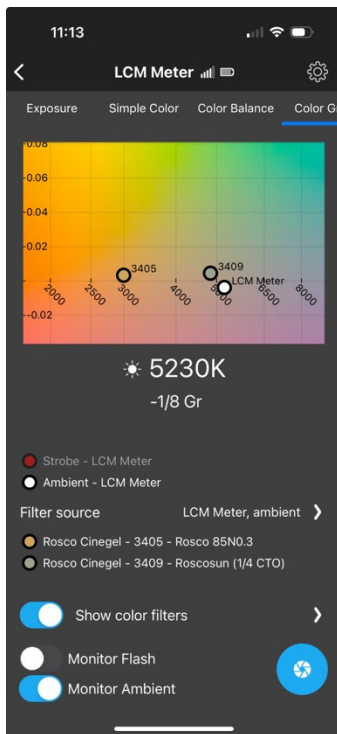 11:13
LCM Meter
Exposure Simple Color Color Balance Color Gr
-0.08
-0.06
-0.04
-0.02
3405
3409
LCM Meter
2000 2500 3000 4000 5000 6500 8000
--0.02
5230K
-1/8 Gr
Strobe - LCM Meter
Ambient - LCM Meter
Filter source LCM Meter, ambient
Rosco Cinegel - 3405 - Rosco 85N0.3
Rosco Cinegel - 3409 - Roscosun (1/4 CTO)
Show color filters
Monitor Flash
Monitor Ambient